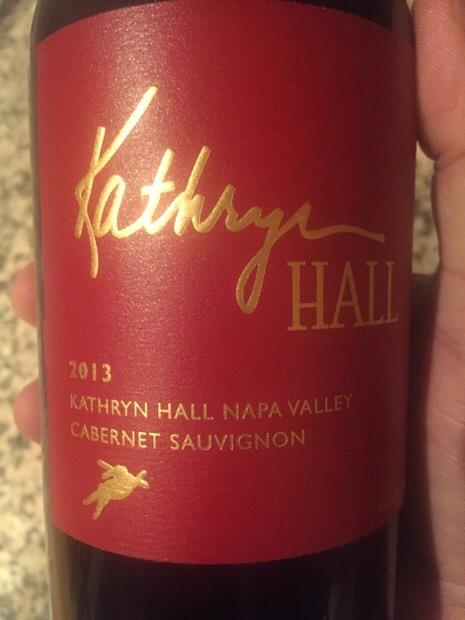 Kathryn
HALL
2013
KATHRYN HALL NAPA VALLEY
CABERNET SAUVIGNON